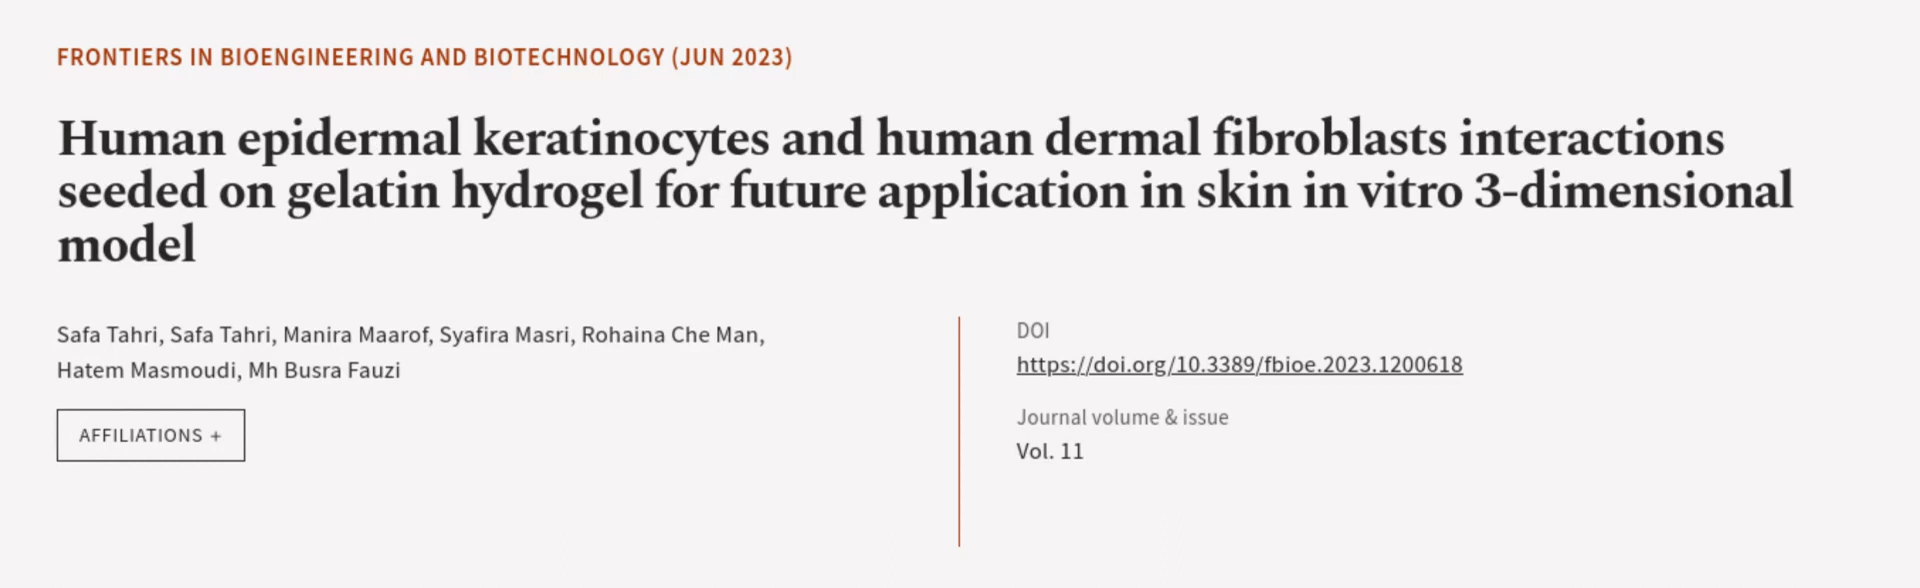 FRONTIERS IN BIOENGINEERING AND BIOTECHNOLOGY (JUN 2023)
Human epidermal keratinocytes and human dermal fibroblasts interactions
seeded on gelatin hydrogel for future application in skin in vitro 3-dimensional
model
Safa Tahri, Safa Tahri, Manira Maarof, Syafira Masri, Rohaina Che Man,
Hatem Masmoudi, Mh Busra Fauzi
AFFILIATIONS +
DOI
https://doi.org/10.3389/fbioe.2023.1200618
Journal volume & issue
Vol. 11